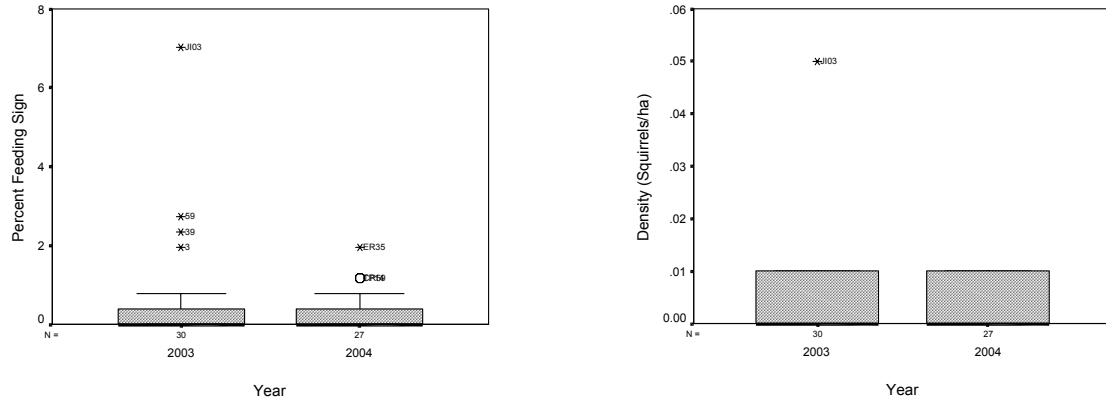 Percent Feeding Sign
8
6
4
2
0
JI03
59
39
3
ER35
N =
30
27
2003
2004
Year
Density (Squirrels/ha)
.06
.05
.04
.03
.02
.01
0.00
JI03
N =
30
27
2003
2004
Year